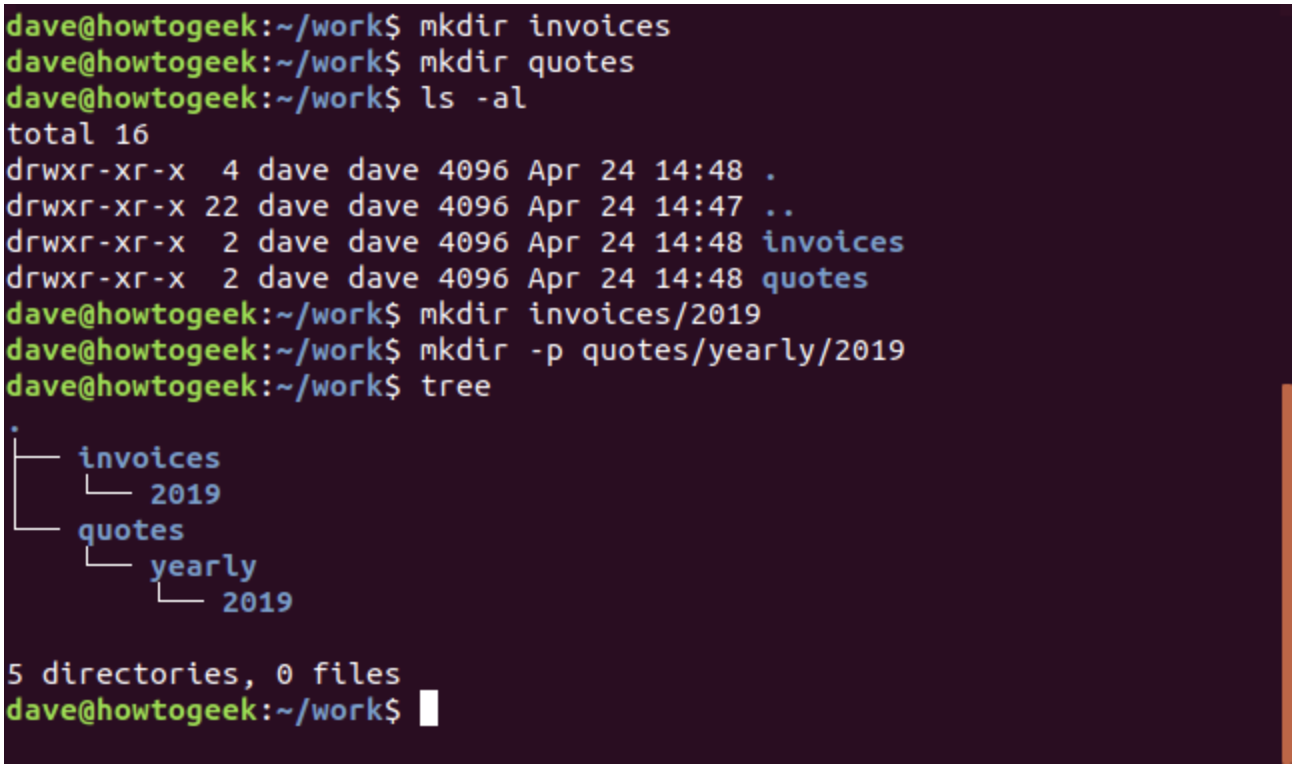 dave@howtogeek:~/work$ mkdir invoices
dave@howtogeek:~/work$ mkdir quotes
dave@howtogeek:~/work$ ls -al
total 16
drwxr-xr-x  4 dave dave 4096 Apr 24 14:48 .
drwxr-xr-x 22 dave dave 4096 Apr 24 14:47 ..
drwxr-xr-x  2 dave dave 4096 Apr 24 14:48 invoices
drwxr-xr-x  2 dave dave 4096 Apr 24 14:48 quotes
dave@howtogeek:~/work$ mkdir invoices/2019
dave@howtogeek:~/work$ mkdir -p quotes/yearly/2019
dave@howtogeek:~/work$ tree
.
├── invoices
│   └── 2019
└── quotes
    └── yearly
        └── 2019

5 directories, 0 files
dave@howtogeek:~/work$